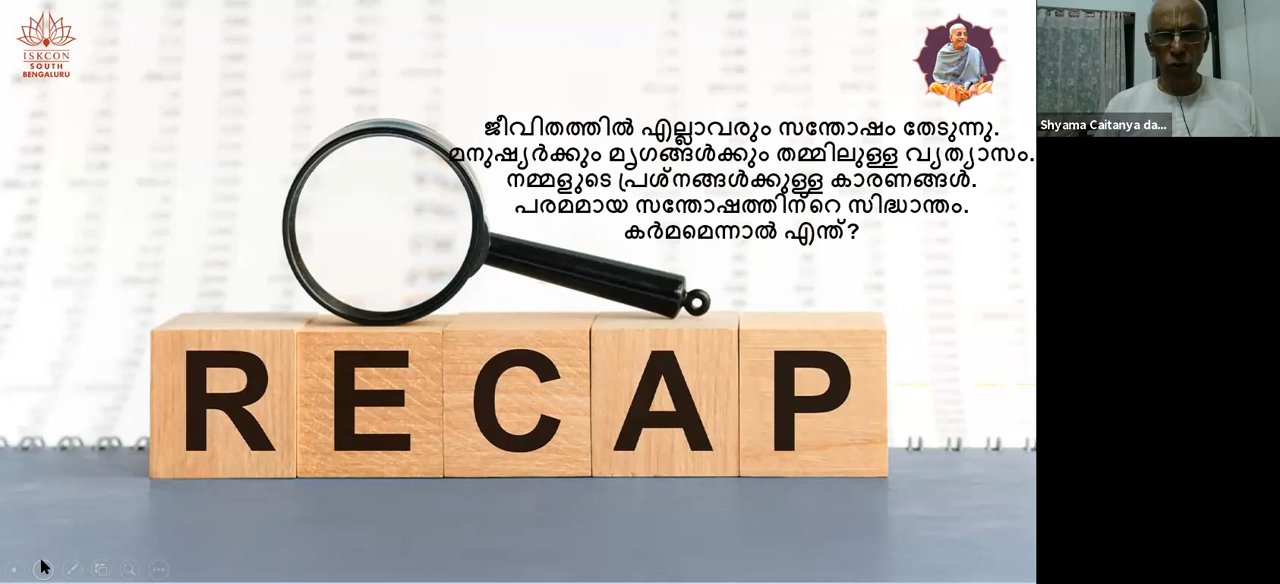 ISKCON
SOUTH
BENGALURU
ജീവിതത്തിൽ എല്ലാവരും സന്തോഷം തേടുന്നു.
മനുഷ്യർക്കും മൃഗങ്ങൾക്കും തമ്മിലുള്ള വ്യത്യാസം.
നമ്മളുടെ പ്രശ്നങ്ങൾക്കുള്ള കാരണങ്ങൾ.
പരമമായ സന്തോഷത്തിന്റെ സിദ്ധാന്തം.
കർമമെന്നാൽ എന്ത്?
RECAP
Shyama Caitanya da...